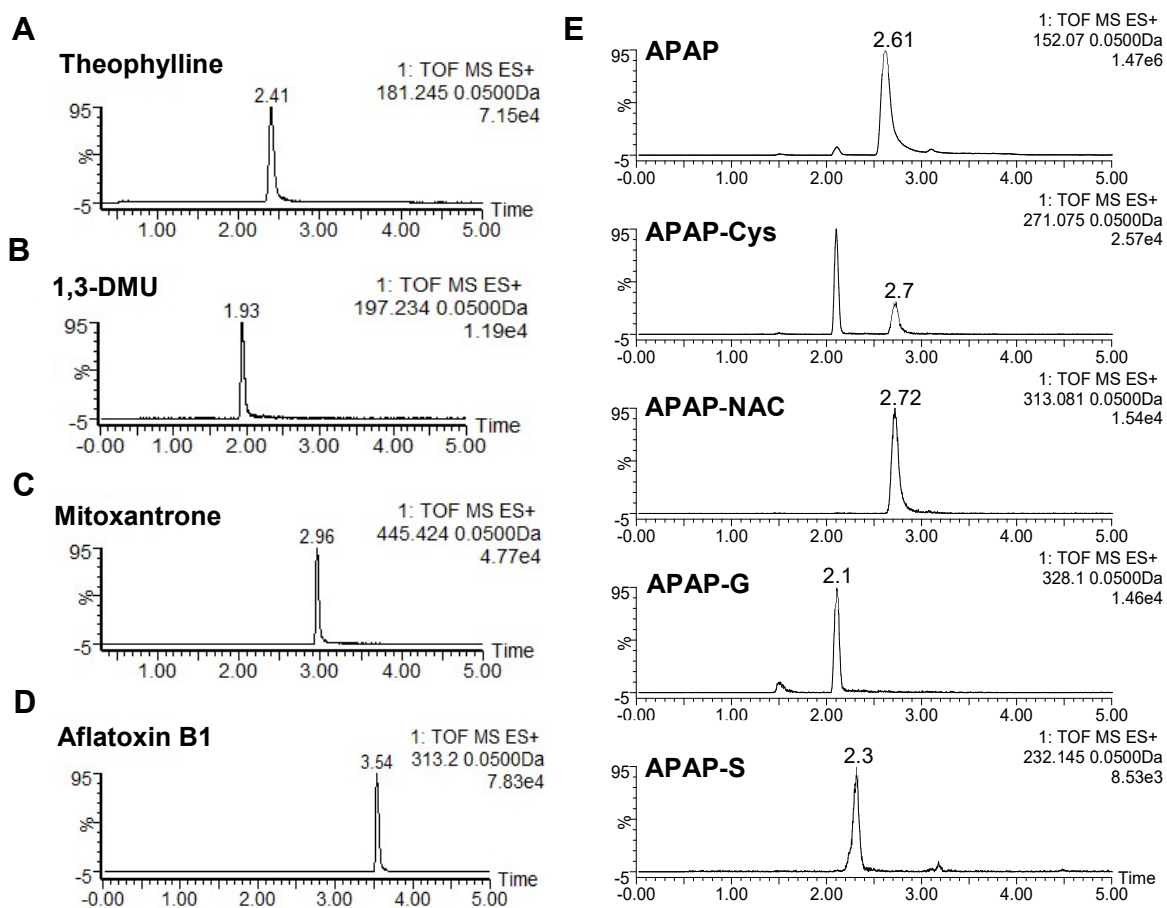 A
Theophylline
1: TOF MS ES+
181.245 0.0500Da
7.15e4
2.41
95
%
-5
1.00 2.00 3.00 4.00 5.00
Time
B
1,3-DMU
1: TOF MS ES+
197.234 0.0500Da
1.19e4
1.93
95
%
-5
-0.00 1.00 2.00 3.00 4.00 5.00
Time
C
Mitoxantrone
1: TOF MS ES+
445.424 0.0500Da
4.77e4
2.96
95
%
-5
1.00 2.00 3.00 4.00 5.00
Time
D
Aflatoxin B1
1: TOF MS ES+
313.2 0.0500Da
7.83e4
3.54
95
%
-5
-0.00 1.00 2.00 3.00 4.00 5.00
Time
E
APAP
1: TOF MS ES+
152.07 0.0500Da
1.47e6
2.61
95
%
-5
-0.00 1.00 2.00 3.00 4.00 5.00
APAP-Cys
1: TOF MS ES+
271.075 0.0500Da
2.57e4
2.7
95
%
-5
-0.00 1.00 2.00 3.00 4.00 5.00
APAP-NAC
1: TOF MS ES+
313.081 0.0500Da
1.54e4
2.72
95
%
-5
-0.00 1.00 2.00 3.00 4.00 5.00
APAP-G
1: TOF MS ES+
328.1 0.0500Da
1.46e4
2.1
95
%
-5
-0.00 1.00 2.00 3.00 4.00 5.00
APAP-S
1: TOF MS ES+
232.145 0.0500Da
8.53e3
2.3
95
%
-5
-0.00 1.00 2.00 3.00 4.00 5.00
Time